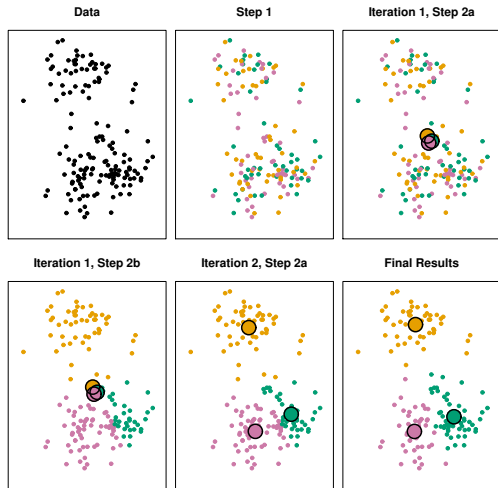 Data
Step 1
Iteration 1, Step 2a
Iteration 1, Step 2b
Iteration 2, Step 2a
Final Results